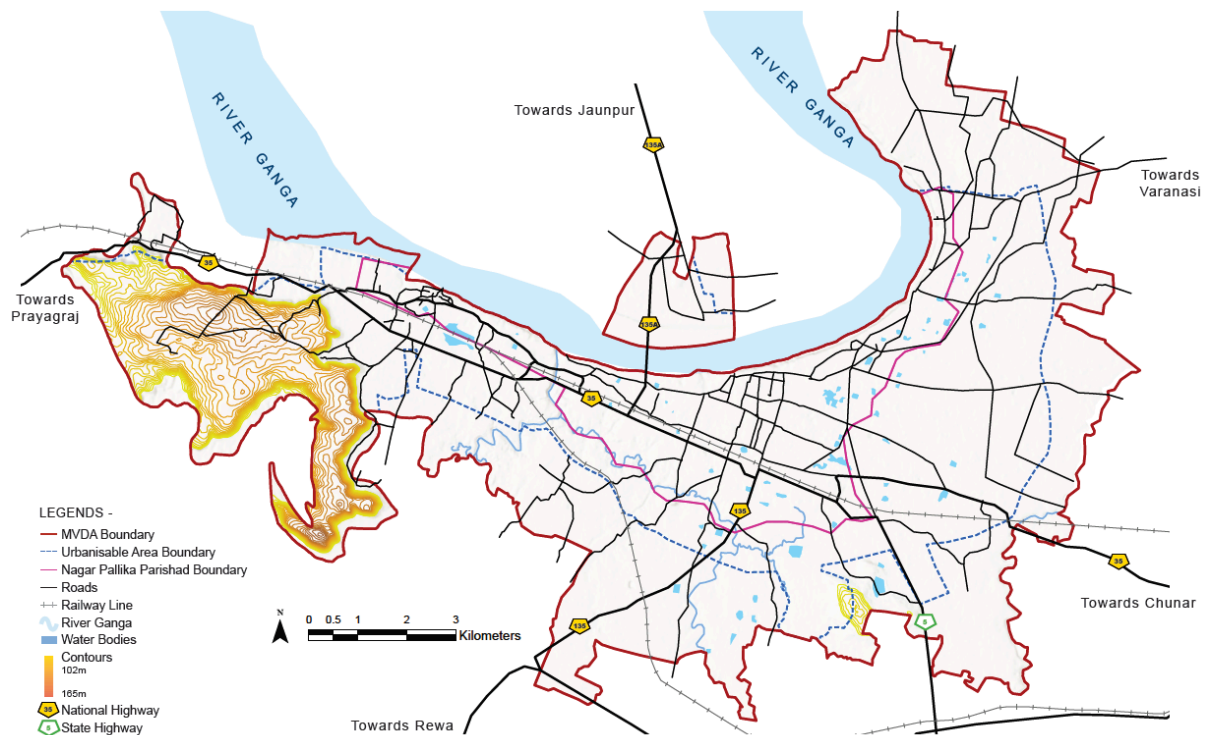 RIVER GANGA
RIVER GANGA
Towards Jaunpur
135A
Towards
Varanasi
35
Towards
Prayagraj
135A
35
LEGENDS -
MVDA Boundary
Urbanisable Area Boundary
Nagar Pallika Parishad Boundary
Roads
Railway Line
River Ganga
Water Bodies
Contours
102m
165m
35 National Highway
5 State Highway
N
0 0.5 1 2 3
Kilometers
135
35
Towards Chunar
135
5
Towards Rewa